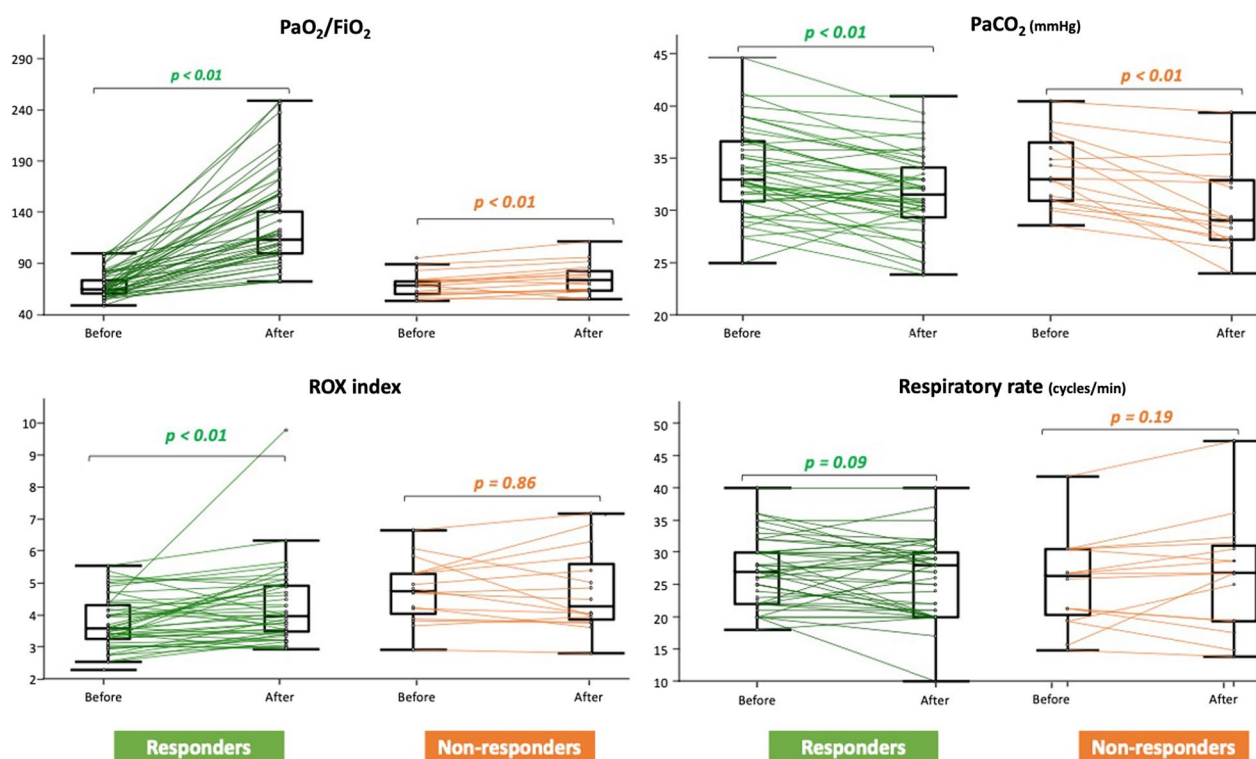 PaO₂/FiO₂
290
240
190
140
90
40
p < 0.01
p < 0.01
Before
After
Before
After
PaCO₂ (mmHg)
45
40
35
30
25
20
p < 0.01
p < 0.01
Before
After
Before
After
ROX index
10
9
8
7
6
5
4
3
2
p < 0.01
p = 0.86
Before
After
Before
After
Respiratory rate (cycles/min)
50
45
40
35
30
25
20
15
10
p = 0.09
p = 0.19
Before
After
Before
After
Responders
Non-responders
Responders
Non-responders